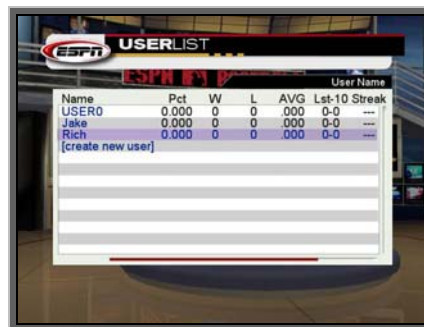 ESPN
USERLIST
User Name
Name Pct W L AVG Lst-10 Streak
USER0 0.000 0 0 .000 0-0 ---
Jake 0.000 0 0 .000 0-0 ---
Rich 0.000 0 0 .000 0-0 ---
[create new user]